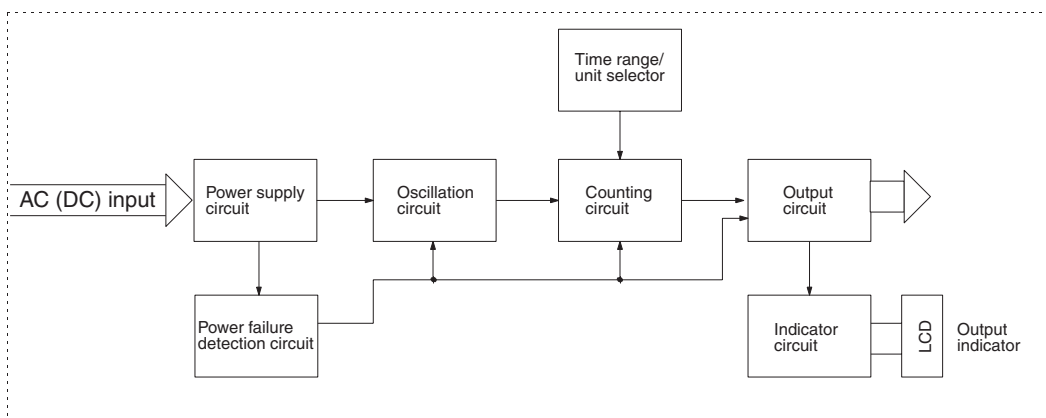 Time range/
unit selector
AC (DC) input
Power supply
circuit
Oscillation
circuit
Counting
circuit
Output
circuit
Power failure
detection circuit
Indicator
circuit
LCD
Output
indicator